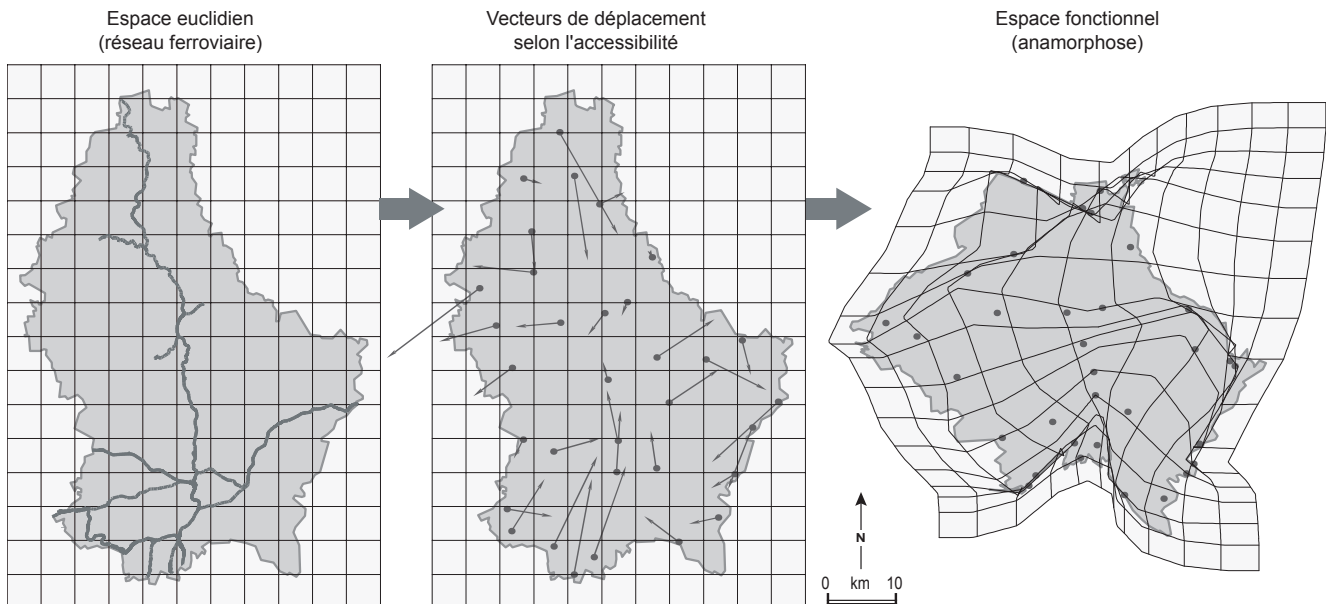 Espace euclidien
(réseau ferroviaire)
Vecteurs de déplacement
selon l'accessibilité
Espace fonctionnel
(anamorphose)
N
0 km 10